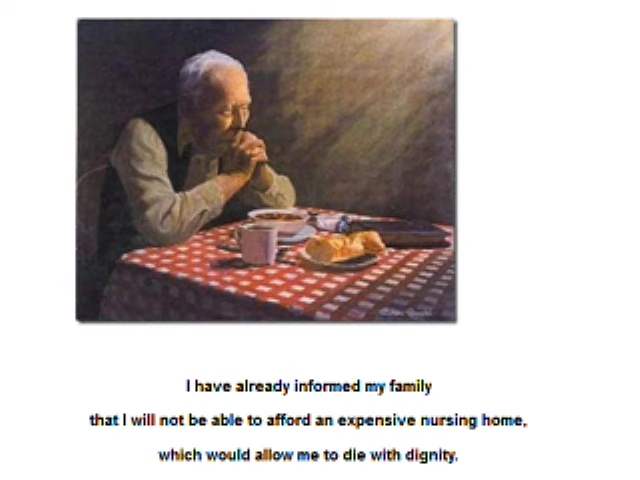 I have already informed my family
that I will not be able to afford an expensive nursing home,
which would allow me to die with dignity.